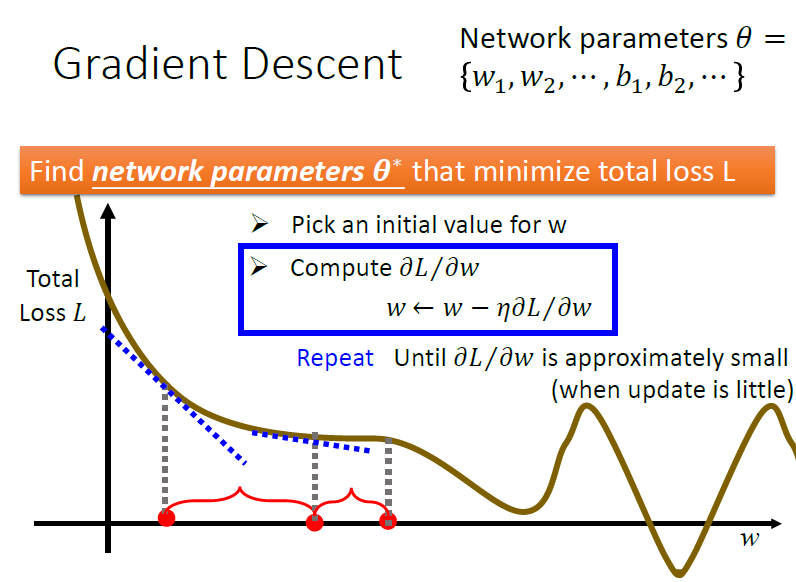 Gradient Descent
Network parameters 𝜃 =
{𝑤₁, 𝑤₂, ⋯ , 𝑏₁, 𝑏₂, ⋯ }
Find network parameters 𝜽* that minimize total loss L
➢ Pick an initial value for w
➢ Compute 𝜕𝐿/𝜕𝑤
𝑤 ← 𝑤 − 𝜂𝜕𝐿/𝜕𝑤
Total
Loss 𝐿
Repeat Until 𝜕𝐿/𝜕𝑤 is approximately small
(when update is little)
𝑤